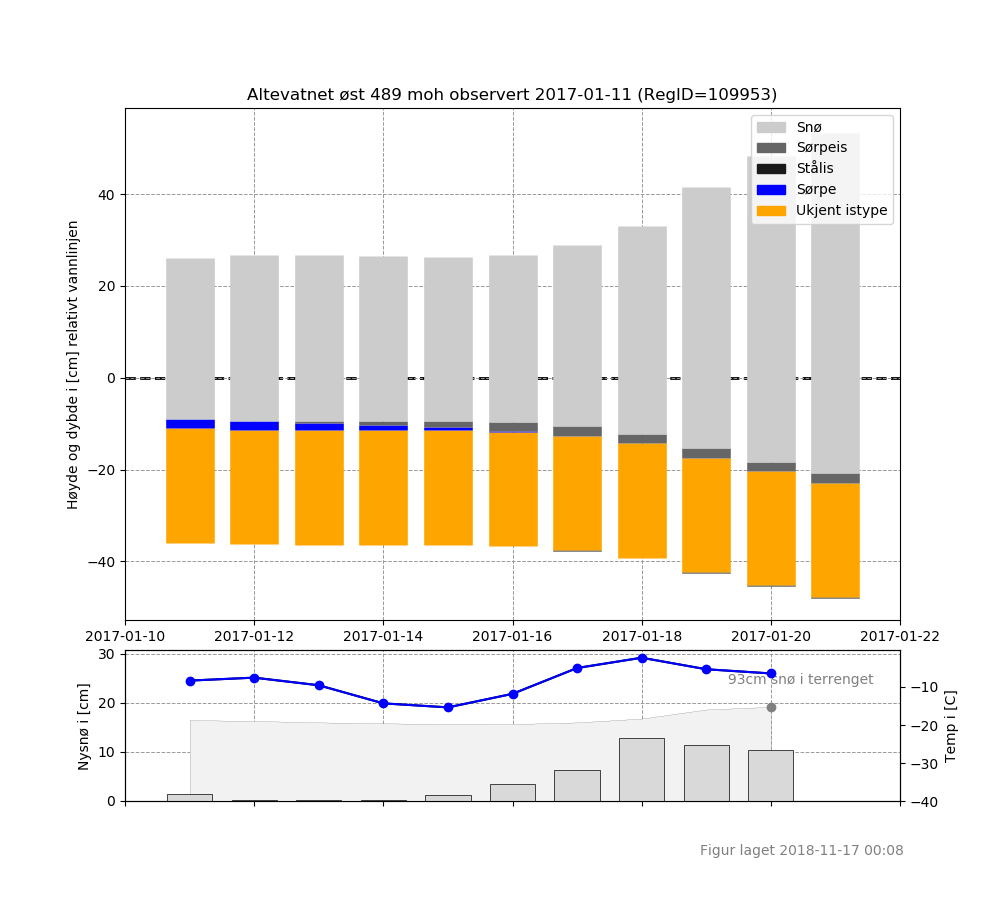 Altevatnet øst 489 moh observert 2017-01-11 (RegID=109953)
Snø
Sørpeis
Stålis
Sørpe
Ukjent istype
Høyde og dybde i [cm] relativt vannlinjen
40
20
0
−20
−40
2017-01-10 2017-01-12 2017-01-14 2017-01-16 2017-01-18 2017-01-20 2017-01-22
Nysnø i [cm]
30
20
10
0
93cm snø i terrenget
−10
−20
−30
−40
Temp i [C]
Figur laget 2018-11-17 00:08